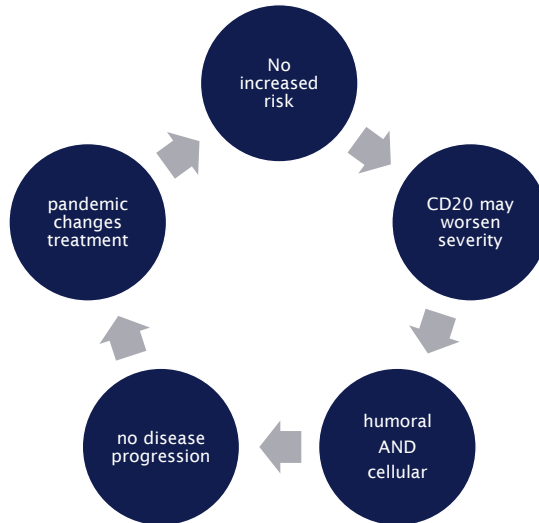 No
increased
risk
CD20 may
worsen
severity
humoral
AND
cellular
no disease
progression
pandemic
changes
treatment